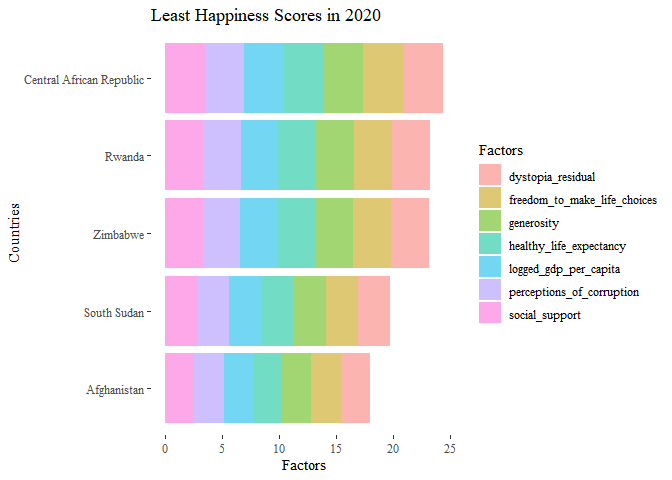 Least Happiness Scores in 2020
Countries
Central African Republic
Rwanda
Zimbabwe
South Sudan
Afghanistan
0 5 10 15 20 25
Factors
Factors
dystopia_residual
freedom_to_make_life_choices
generosity
healthy_life_expectancy
logged_gdp_per_capita
perceptions_of_corruption
social_support